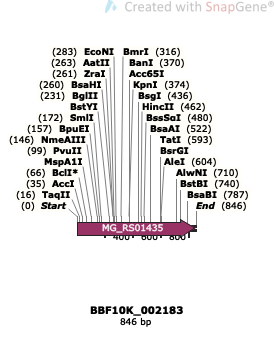 Created with SnapGene®
(283) EcoNI BmrI (316)
(263) AatII BanI (370)
(261) ZraI Acc65I
(260) BsaHI KpnI (374)
(231) BglII BsgI (436)
BstYI HincII (462)
(172) SmlI BssSαI (480)
(157) BpuEI BsaAI (522)
(146) NmeAIII TatI (593)
(99) PvuII BsrGI
MspA1I AleI (604)
(66) BclI* AlwNI (710)
(35) AccI BstBI (740)
(16) TaqII BsaBI (787)
(0) Start End (846)
MG_RS01435
400 600 800
BBF10K_002183
846 bp